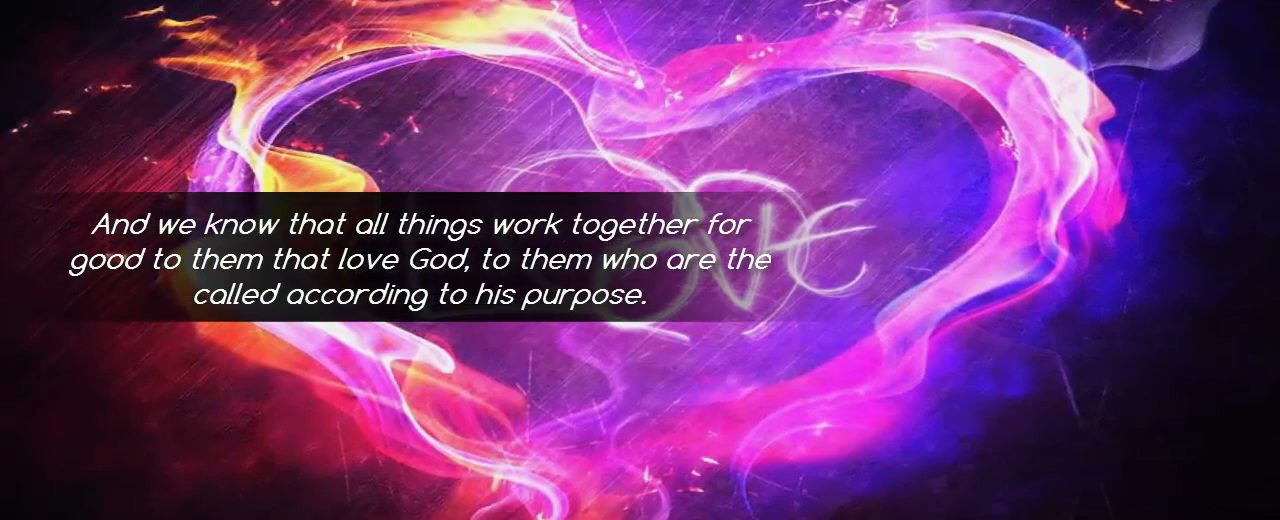 And we know that all things work together for
good to them that love God, to them who are the
called according to his purpose.